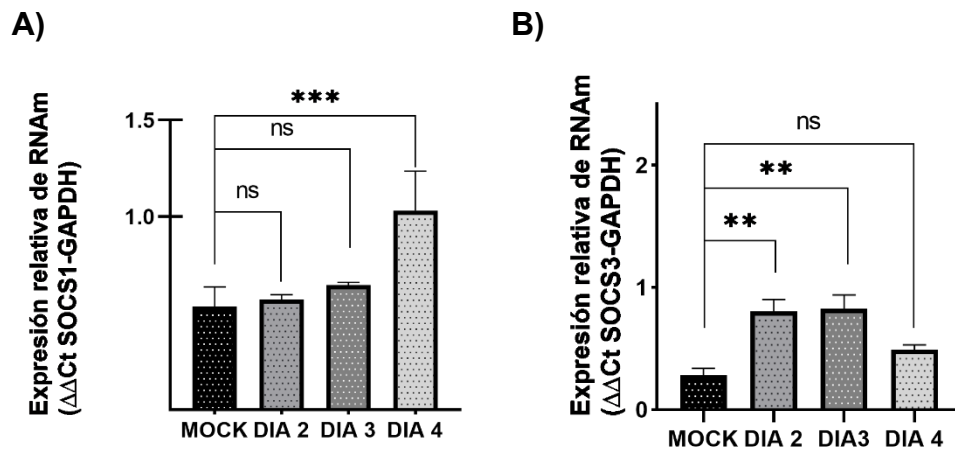 A)
Expresión relativa de RNAm
(ΔΔCt SOCS1-GAPDH)
1.5
1.0
***
ns
ns
MOCK DIA 2 DIA 3 DIA 4
B)
Expresión relativa de RNAm
(ΔΔCt SOCS3-GAPDH)
2
1
0
ns
**
**
MOCK DIA 2 DIA3 DIA 4